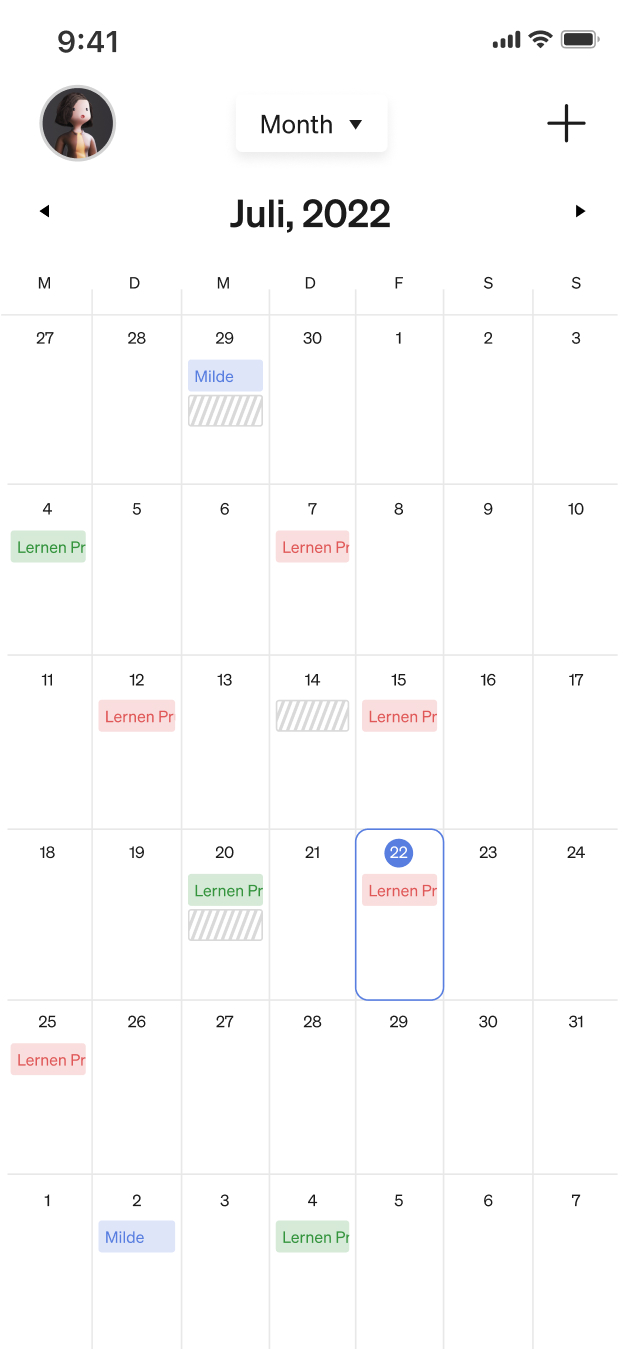 9:41
Month
Juli, 2022
M D M D F S S
27 28 29 30 1 2 3
Milde
4 5 6 7 8 9 10
Lernen Pr Lernen Pr
11 12 13 14 15 16 17
Lernen Pr Lernen Pr
18 19 20 21 22 23 24
Lernen Pr Lernen Pr
25 26 27 28 29 30 31
Lernen Pr
1 2 3 4 5 6 7
Milde Lernen Pr